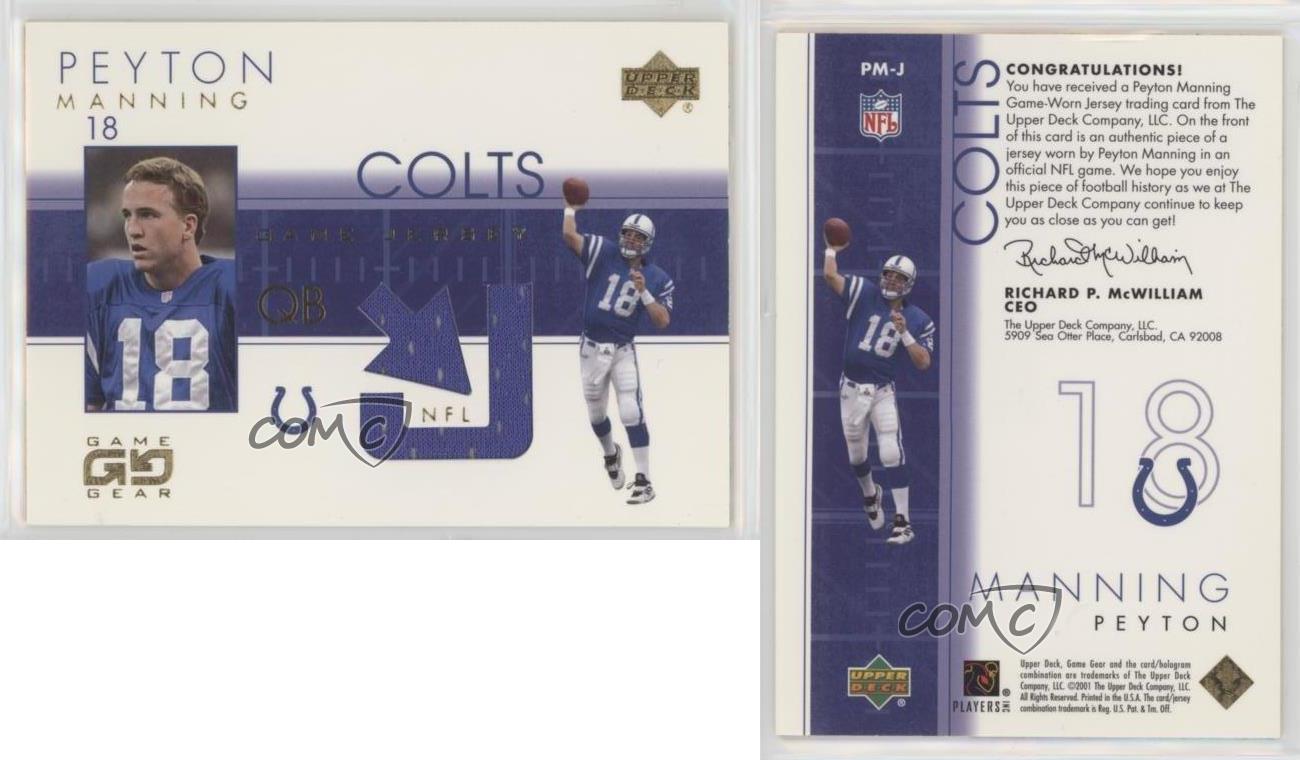 PEYTON
MANNING
18
UPPER
DECK
®
COLTS
GAME JERSEY
QB
18
18
NFL
GAME
GG
GEAR
COMC
PM-J
NFL
COLTS
CONGRATULATIONS!
You have received a Peyton Manning
Game-Worn Jersey trading card from The
Upper Deck Company, LLC. On the front
of this card is an authentic piece of a
jersey worn by Peyton Manning in an
official NFL game. We hope you enjoy
this piece of football history as we at The
Upper Deck Company continue to keep
you as close as you can get!
Richard McWilliam
RICHARD P. McWILLIAM
CEO
The Upper Deck Company, LLC.
5909 Sea Otter Place, Carlsbad, CA 92008
18
18
MANNING
PEYTON
COMC
UPPER
DECK
®
PLAYERS INC®
Upper Deck, Game Gear and the card/hologram
combination are trademarks of The Upper Deck
Company, LLC. ©2001 The Upper Deck Company, LLC.
All Rights Reserved. Printed in the U.S.A. The card/jersey
combination trademark is Reg. U.S. Pat. & Tm. Off.